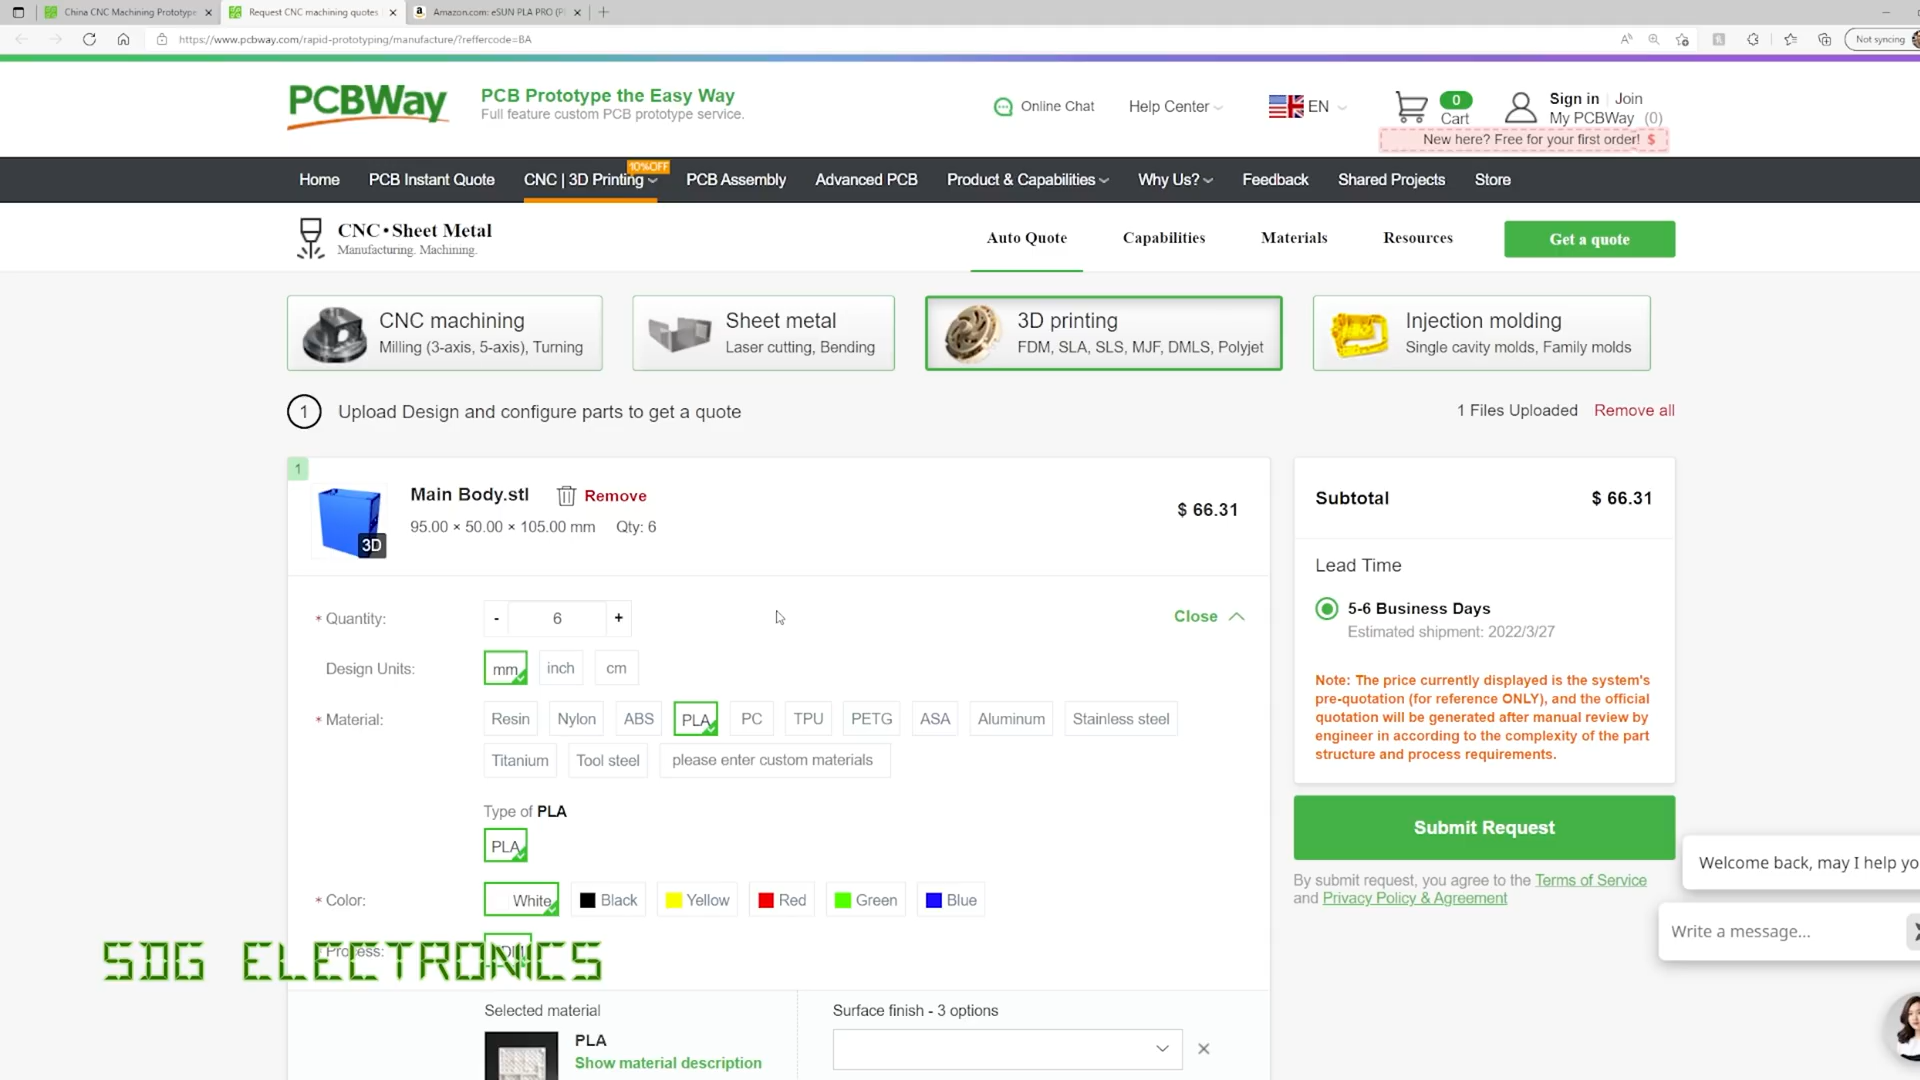 China CNC Machining Prototype
Request CNC machining quotes
Amazon.com: eSUN PLA PRO (P
https://www.pcbway.com/rapid-prototyping/manufacture/?reffercode=BA
Not syncing
PCBWay
PCB Prototype the Easy Way
Full feature custom PCB prototype service.
Online Chat
Help Center
EN
0
Cart
Sign in | Join
My PCBWay (0)
New here? Free for your first order! $
10%OFF
Home
PCB Instant Quote
CNC | 3D Printing
PCB Assembly
Advanced PCB
Product & Capabilities
Why Us?
Feedback
Shared Projects
Store
CNC•Sheet Metal
Manufacturing. Machining.
Auto Quote
Capabilities
Materials
Resources
Get a quote
CNC machining
Milling (3-axis, 5-axis), Turning
Sheet metal
Laser cutting, Bending
3D printing
FDM, SLA, SLS, MJF, DMLS, Polyjet
Injection molding
Single cavity molds, Family molds
1 Upload Design and configure parts to get a quote
1 Files Uploaded Remove all
1
3D
Main Body.stl Remove
95.00 × 50.00 × 105.00 mm Qty: 6
$ 66.31
* Quantity: - 6 +
Close
Design Units: mm inch cm
* Material: Resin Nylon ABS PLA PC TPU PETG ASA Aluminum Stainless steel
Titanium Tool steel please enter custom materials
Type of PLA
PLA
* Color: White Black Yellow Red Green Blue
Process:
SDG ELECTRONICS
Selected material
PLA
Show material description
Surface finish - 3 options
Subtotal $ 66.31
Lead Time
5-6 Business Days
Estimated shipment: 2022/3/27
Note: The price currently displayed is the system's
pre-quotation (for reference ONLY), and the official
quotation will be generated after manual review by
engineer in according to the complexity of the part
structure and process requirements.
Submit Request
By submit request, you agree to the Terms of Service
and Privacy Policy & Agreement
Welcome back, may I help yo
Write a message...